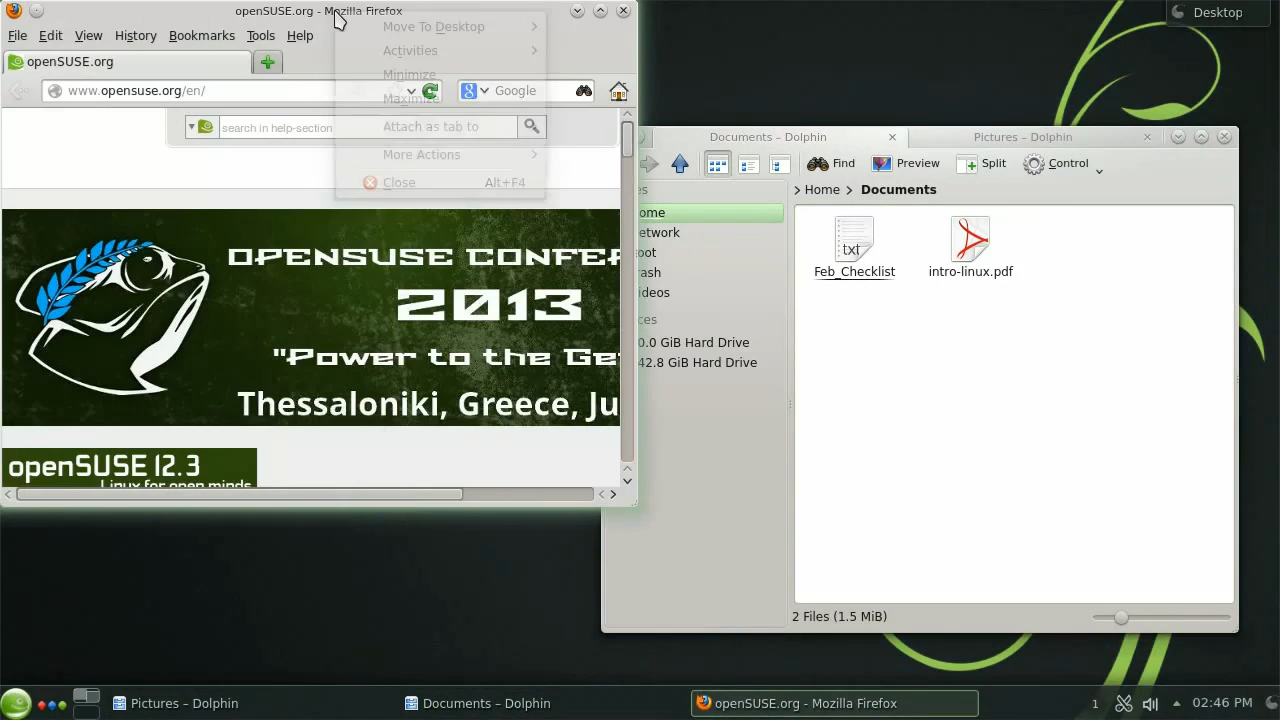 openSUSE.org - Mozilla Firefox
File Edit View History Bookmarks Tools Help
openSUSE.org
www.opensuse.org/en/
Google
search in help-section
Move To Desktop
Activities
Minimize
Maximize
Attach as tab to
More Actions
Close Alt+F4
OPENSUSE CONFER
2013
"Power to the Ge
Thessaloniki, Greece, Ju
openSUSE 12.3
Linux for open minds
Desktop
Documents – Dolphin
Pictures – Dolphin
Find Preview Split Control
Home > Documents
ome
etwork
oot
rash
ideos
ces
0.0 GiB Hard Drive
42.8 GiB Hard Drive
txt
Feb_Checklist
intro-linux.pdf
2 Files (1.5 MiB)
Pictures – Dolphin
Documents – Dolphin
openSUSE.org - Mozilla Firefox
1
02:46 PM